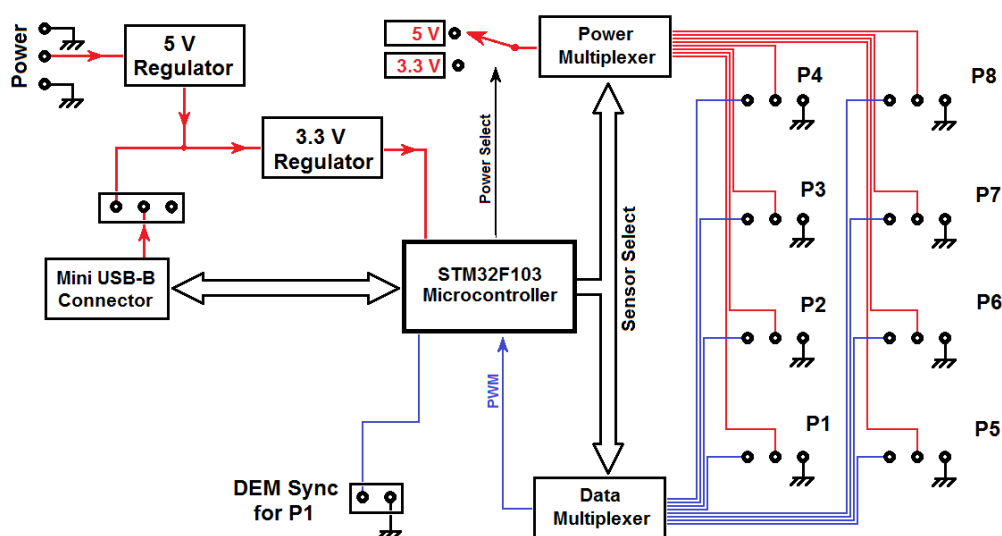 Power
5 V
Regulator
5 V
3.3 V
Power
Multiplexer
3.3 V
Regulator
Power Select
Mini USB-B
Connector
STM32F103
Microcontroller
Sensor Select
PWM
DEM Sync
for P1
Data
Multiplexer
P4
P8
P3
P7
P2
P6
P1
P5